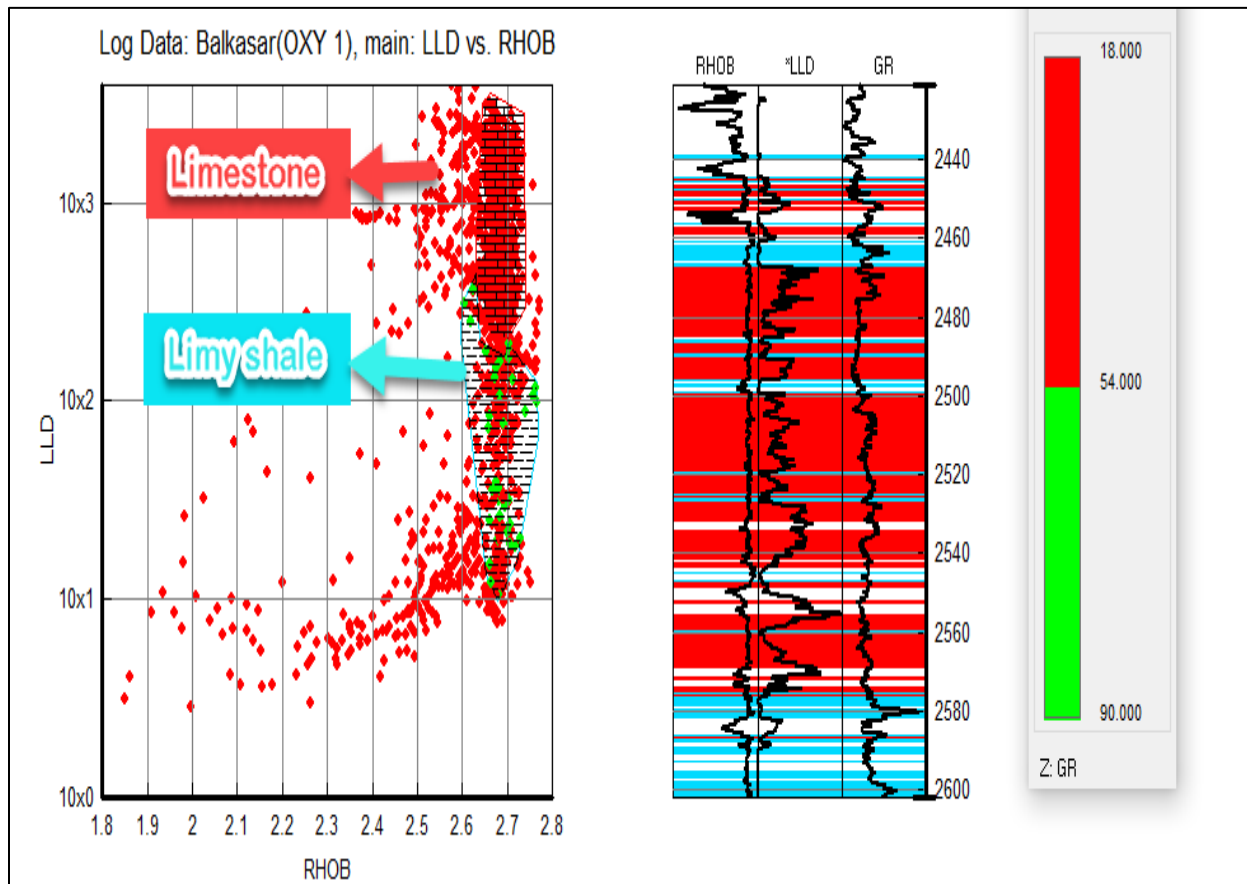 Log Data: Balkasar(OXY 1), main: LLD vs. RHOB
10x3
10x2
10x1
10x0
LLD
Limestone
Limy shale
1.8 1.9 2 2.1 2.2 2.3 2.4 2.5 2.6 2.7 2.8
RHOB
RHOB *LLD GR
2440
2460
2480
2500
2520
2540
2560
2580
2600
18.000
54.000
90.000
Z: GR